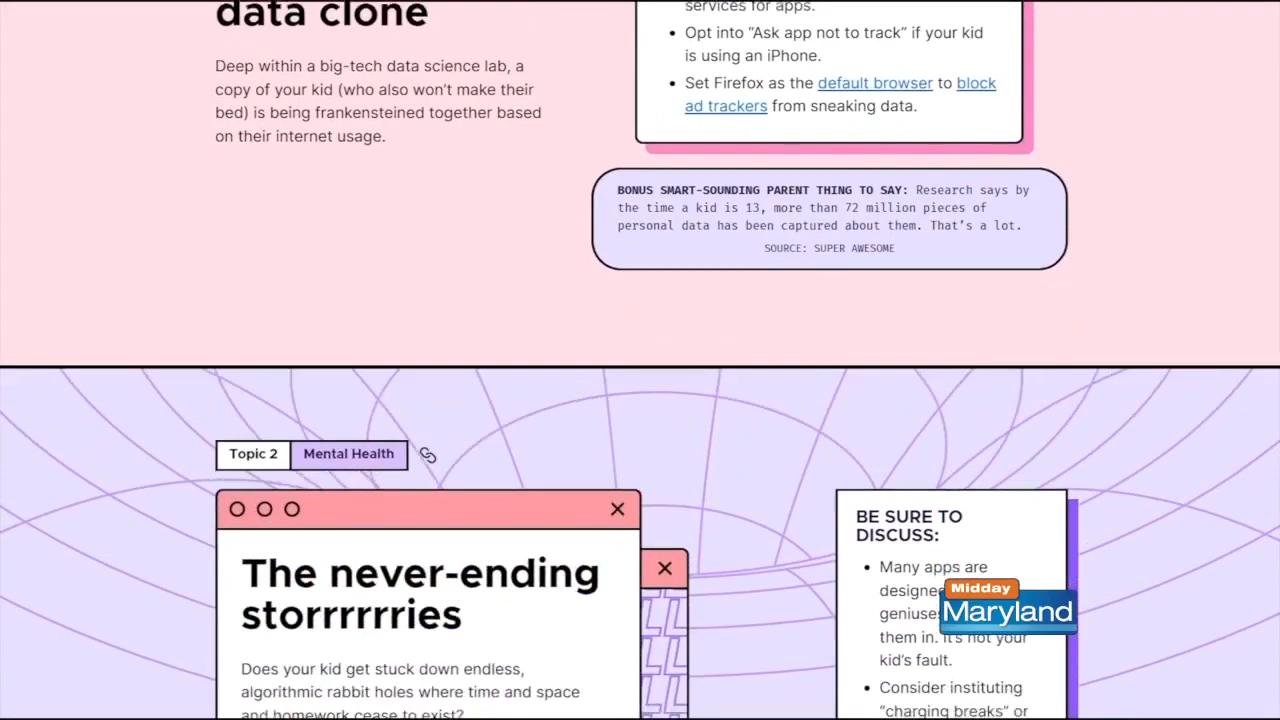 data clone
Deep within a big-tech data science lab, a
copy of your kid (who also won't make their
bed) is being frankensteined together based
on their internet usage.
services for apps.
• Opt into “Ask app not to track” if your kid
is using an iPhone.
• Set Firefox as the default browser to block
ad trackers from sneaking data.
BONUS SMART-SOUNDING PARENT THING TO SAY: Research says by
the time a kid is 13, more than 72 million pieces of
personal data has been captured about them. That's a lot.
SOURCE: SUPER AWESOME
Topic 2 Mental Health
The never-ending
storrrrrries
Does your kid get stuck down endless,
algorithmic rabbit holes where time and space
and homework cease to exist?
BE SURE TO
DISCUSS:
• Many apps are
them in. It's not your
kid's fault.
• Consider instituting
“charging breaks” or
Midday
Maryland